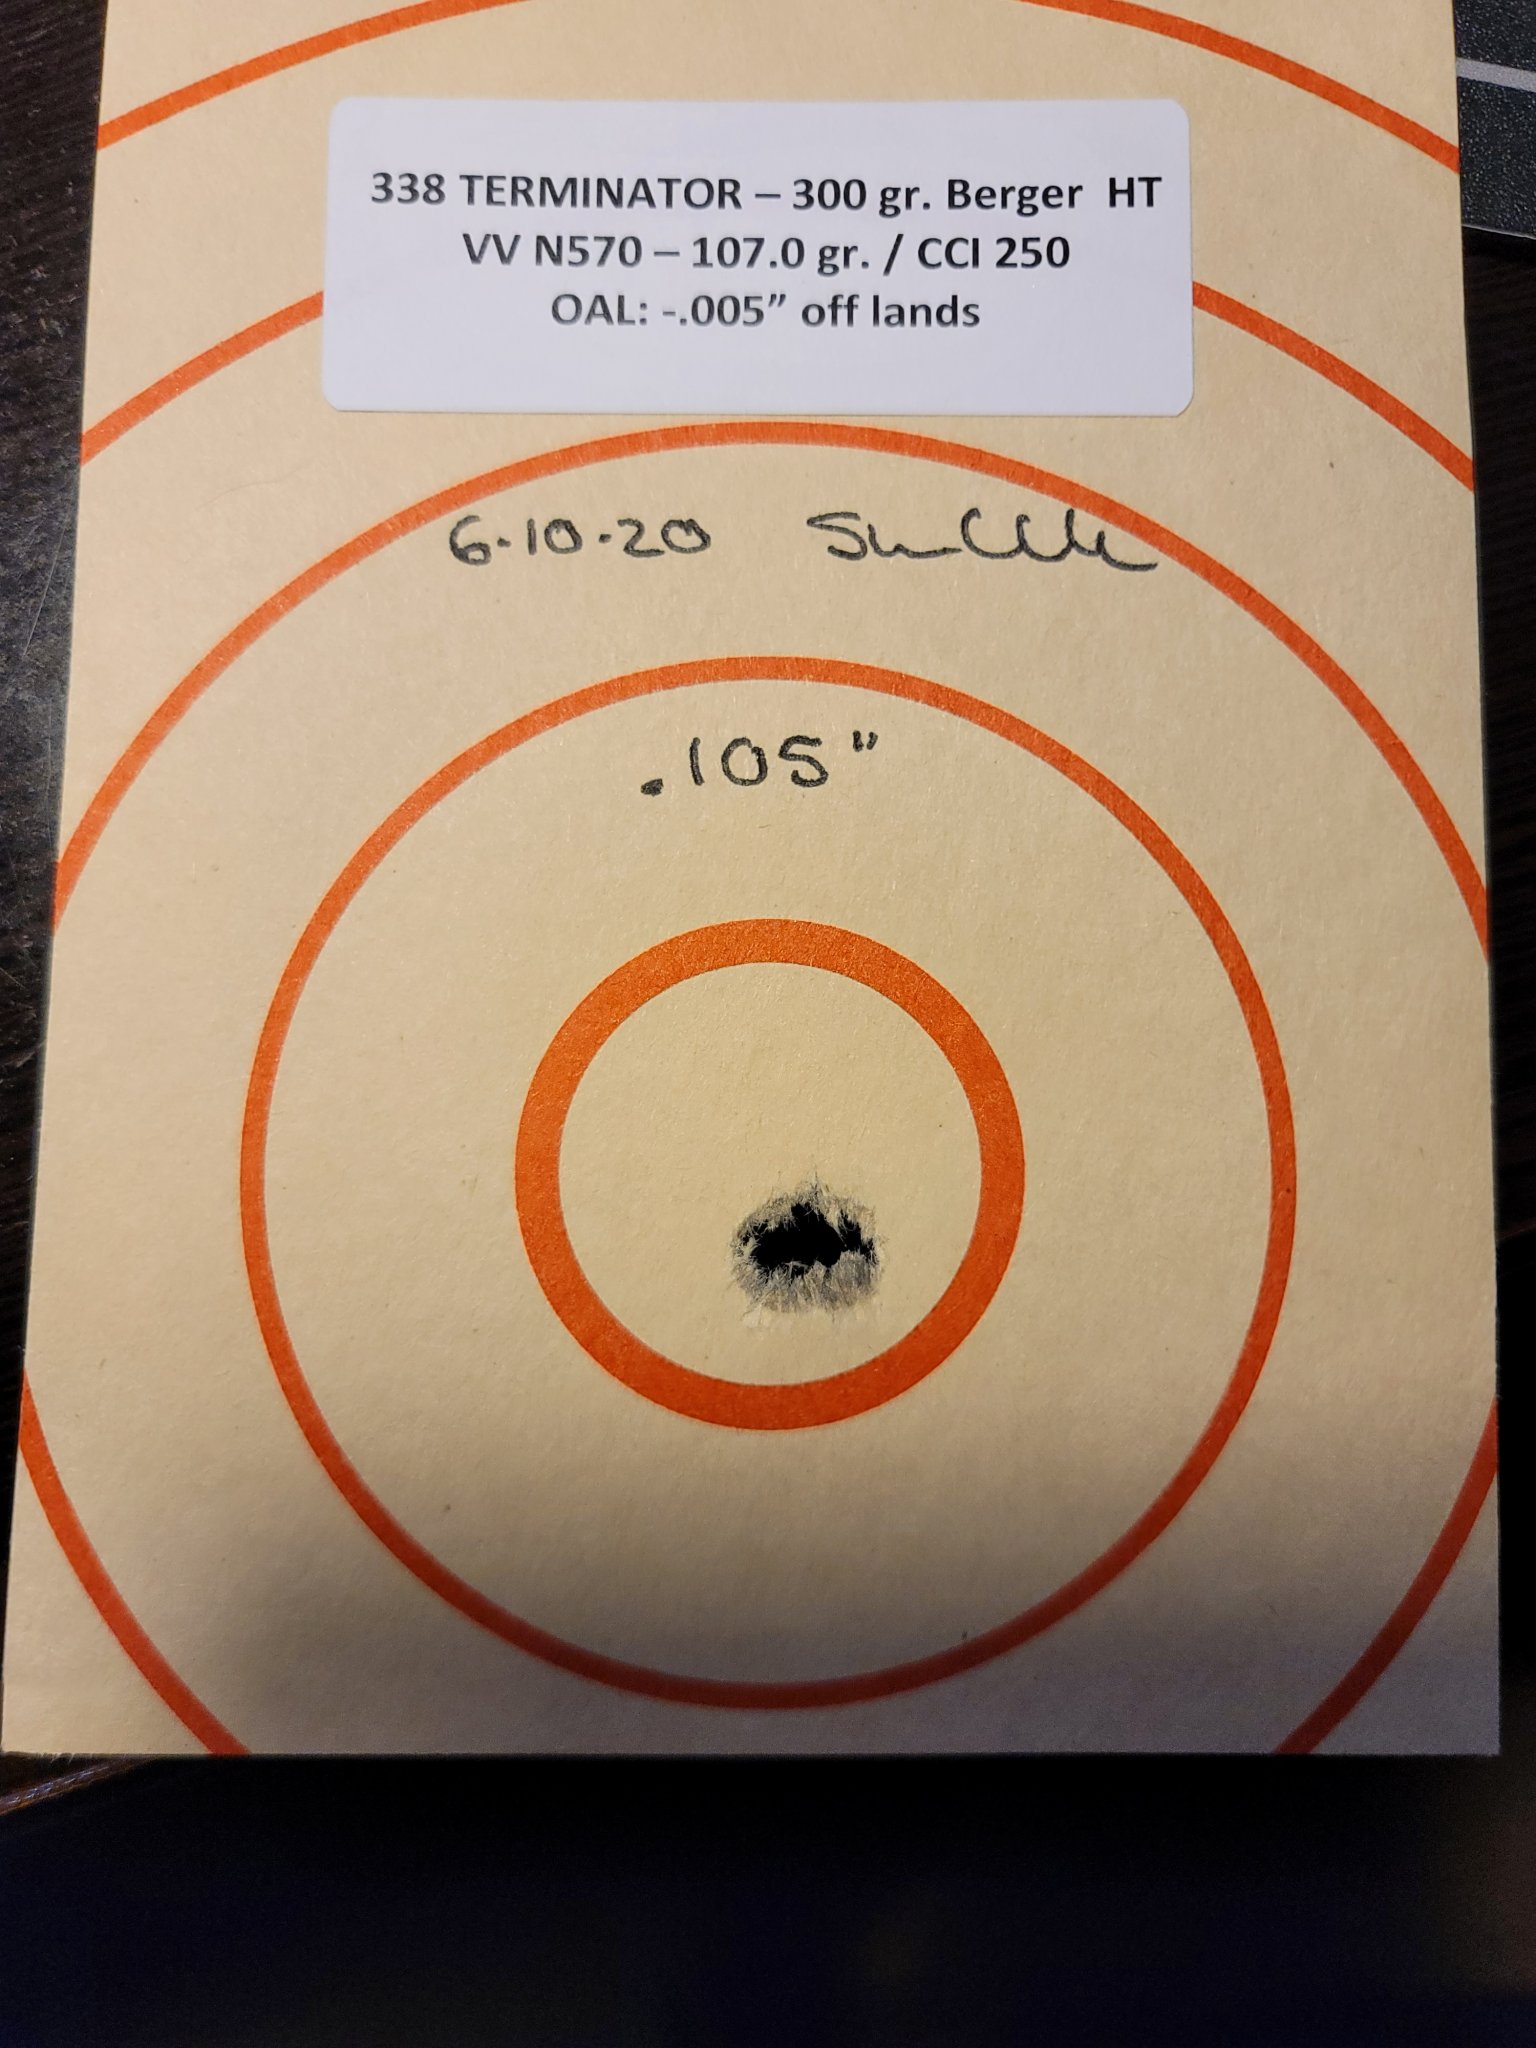 338 TERMINATOR – 300 gr. Berger HT
VV N570 – 107.0 gr. / CCI 250
OAL: -.005” off lands
6-10-20
.105"